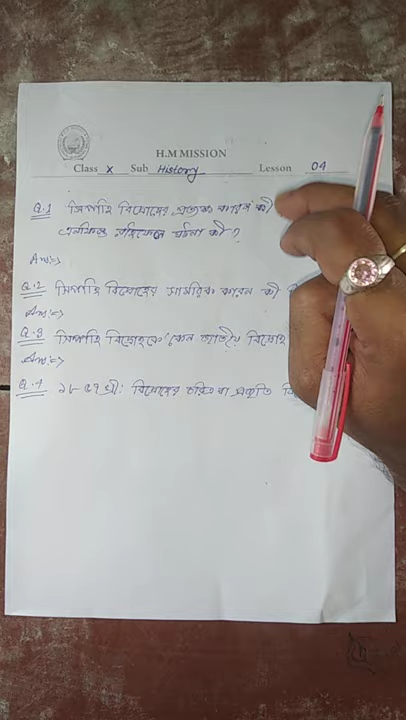 H.M MISSION
Class X Sub History Lesson 04
Q.1 সিপাহি বিদ্রোহের প্রত্যক্ষ কারণ কী
এনফিল্ড রাইফেলের ঘটনা কী?
Ans:->
Q.2 সিপাহি বিদ্রোহের সামরিক কারন কী
Ans:->
Q.3 সিপাহি বিদ্রোহকে কেন জাতীয় বিদ্রোহ
Ans:->
Q.4 ১৮৫৭ খ্রী: বিদ্রোহের চরিত্র বা প্রকৃতি